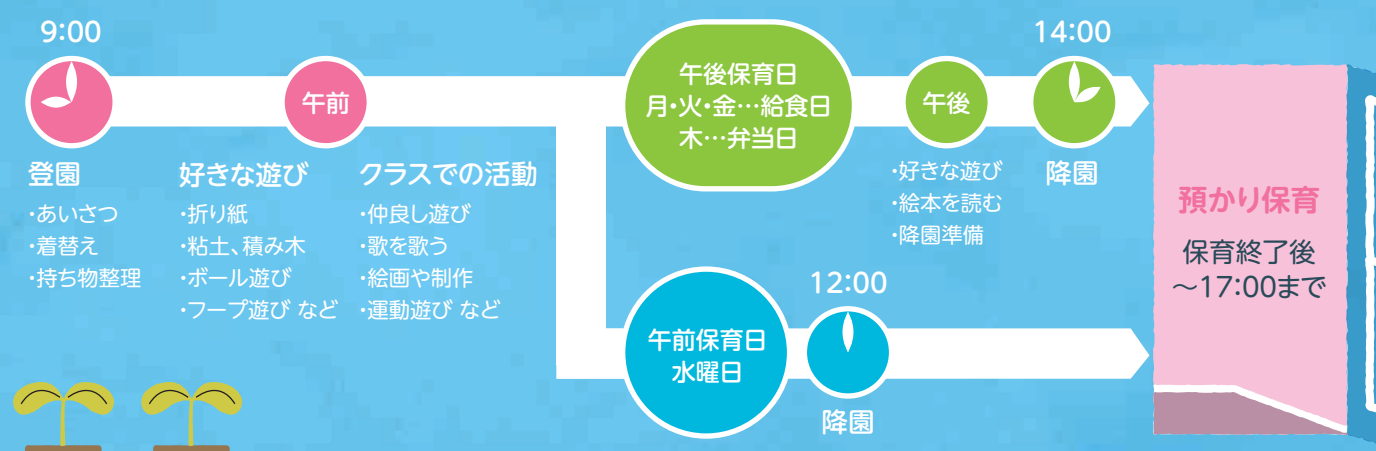 9:00
登園
・あいさつ
・着替え
・持ち物整理
午前
好きな遊び
・折り紙
・粘土、積み木
・ボール遊び
・フープ遊び など
クラスでの活動
・仲良し遊び
・歌を歌う
・絵画や制作
・運動遊び など
午後保育日
月・火・金…給食日
木…弁当日
午後
・好きな遊び
・絵本を読む
・降園準備
14:00
降園
午前保育日
水曜日
12:00
降園
預かり保育
保育終了後
〜17:00まで